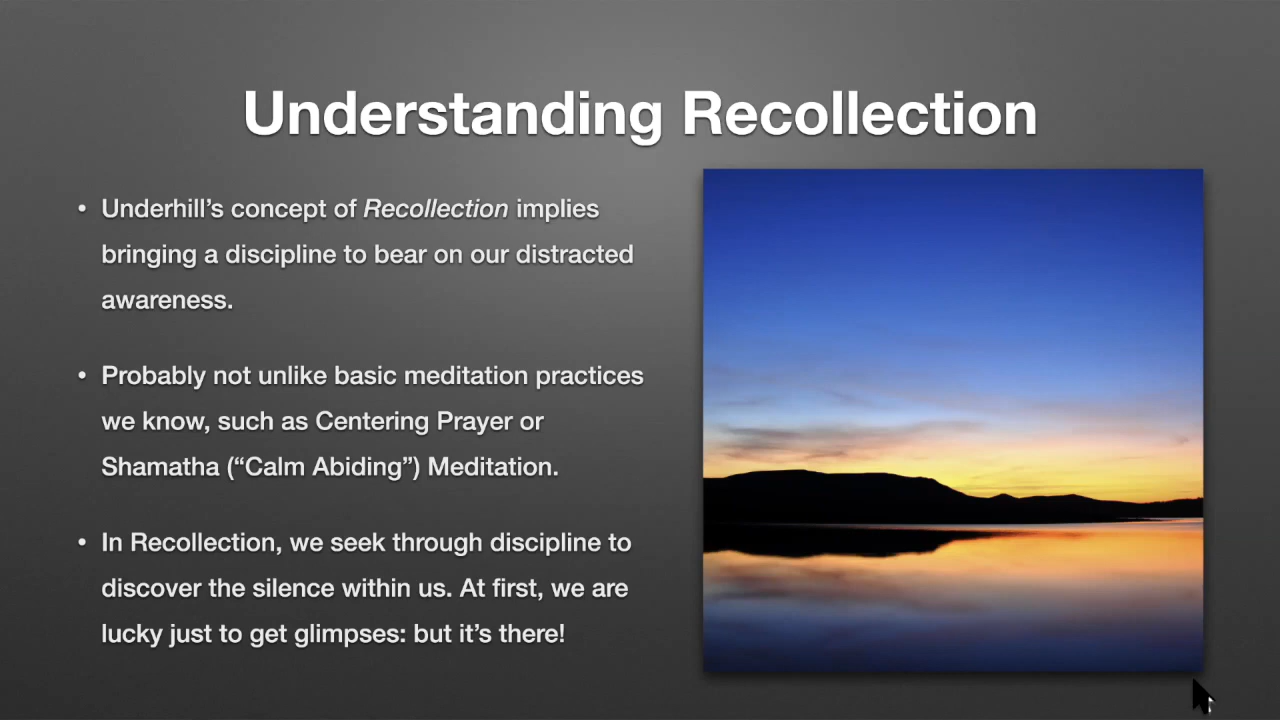 Understanding Recollection
• Underhill’s concept of Recollection implies
bringing a discipline to bear on our distracted
awareness.
• Probably not unlike basic meditation practices
we know, such as Centering Prayer or
Shamatha (“Calm Abiding”) Meditation.
• In Recollection, we seek through discipline to
discover the silence within us. At first, we are
lucky just to get glimpses: but it’s there!